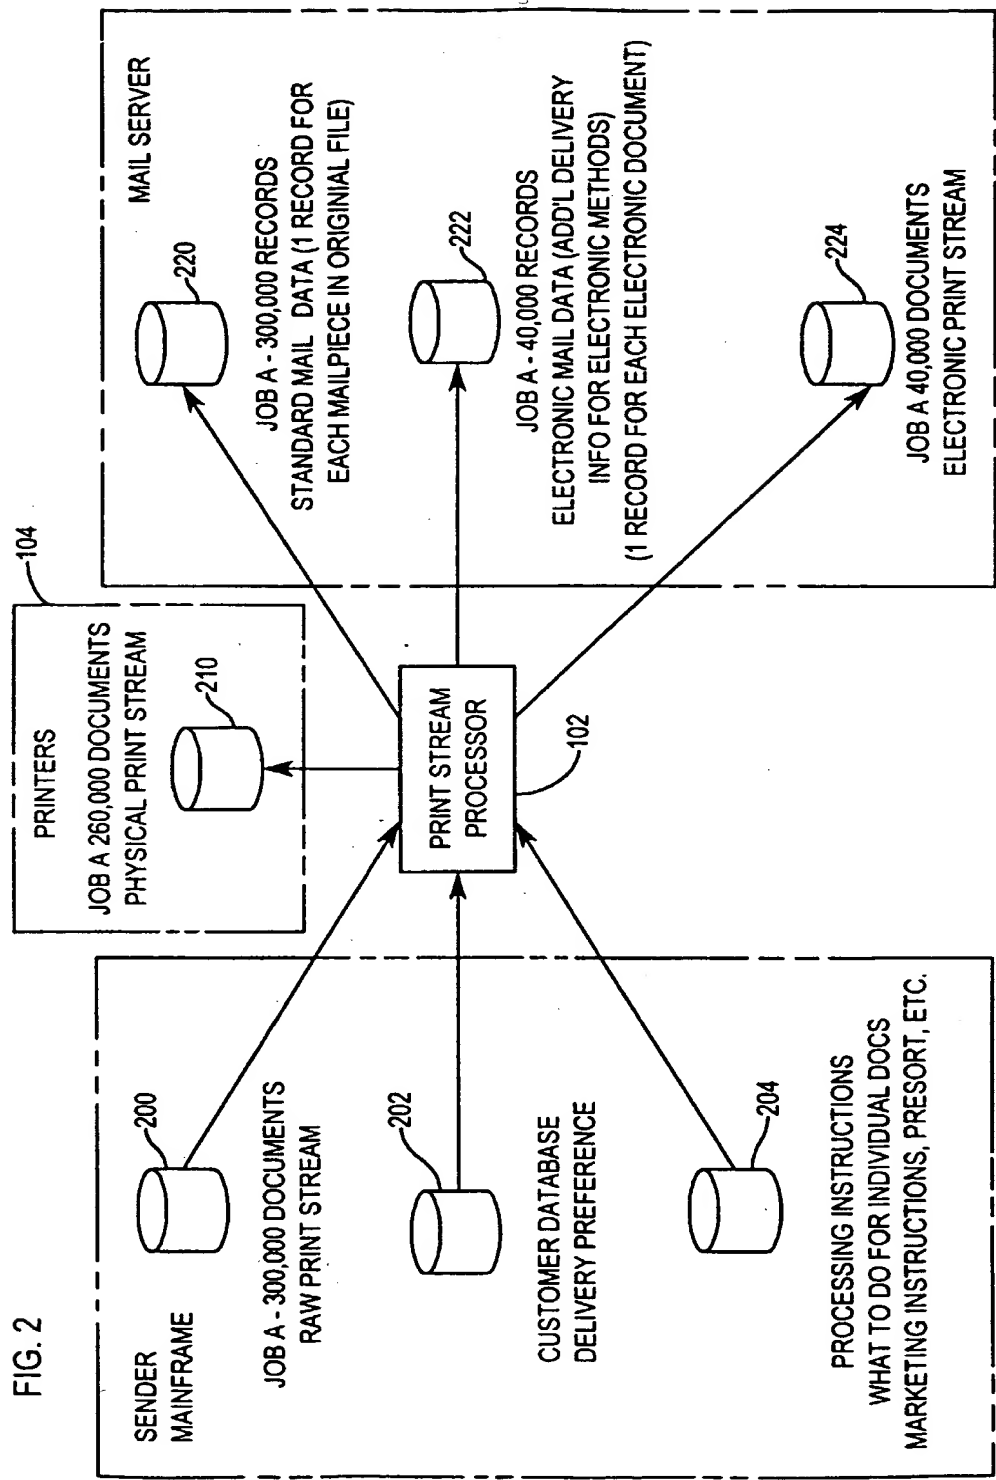 FIG. 2
SENDER
MAINFRAME
200
JOB A - 300,000 DOCUMENTS
RAW PRINT STREAM
202
CUSTOMER DATABASE
DELIVERY PREFERENCE
204
PROCESSING INSTRUCTIONS
WHAT TO DO FOR INDIVIDUAL DOCS
MARKETING INSTRUCTIONS, PRESORT, ETC.
PRINTERS
104
JOB A 260,000 DOCUMENTS
PHYSICAL PRINT STREAM
210
PRINT STREAM
PROCESSOR
102
MAIL SERVER
220
JOB A - 300,000 RECORDS
STANDARD MAIL DATA (1 RECORD FOR
EACH MAILPIECE IN ORIGINIAL FILE)
222
JOB A - 40,000 RECORDS
ELECTRONIC MAIL DATA (ADD'L DELIVERY
INFO FOR ELECTRONIC METHODS)
(1 RECORD FOR EACH ELECTRONIC DOCUMENT)
224
JOB A 40,000 DOCUMENTS
ELECTRONIC PRINT STREAM